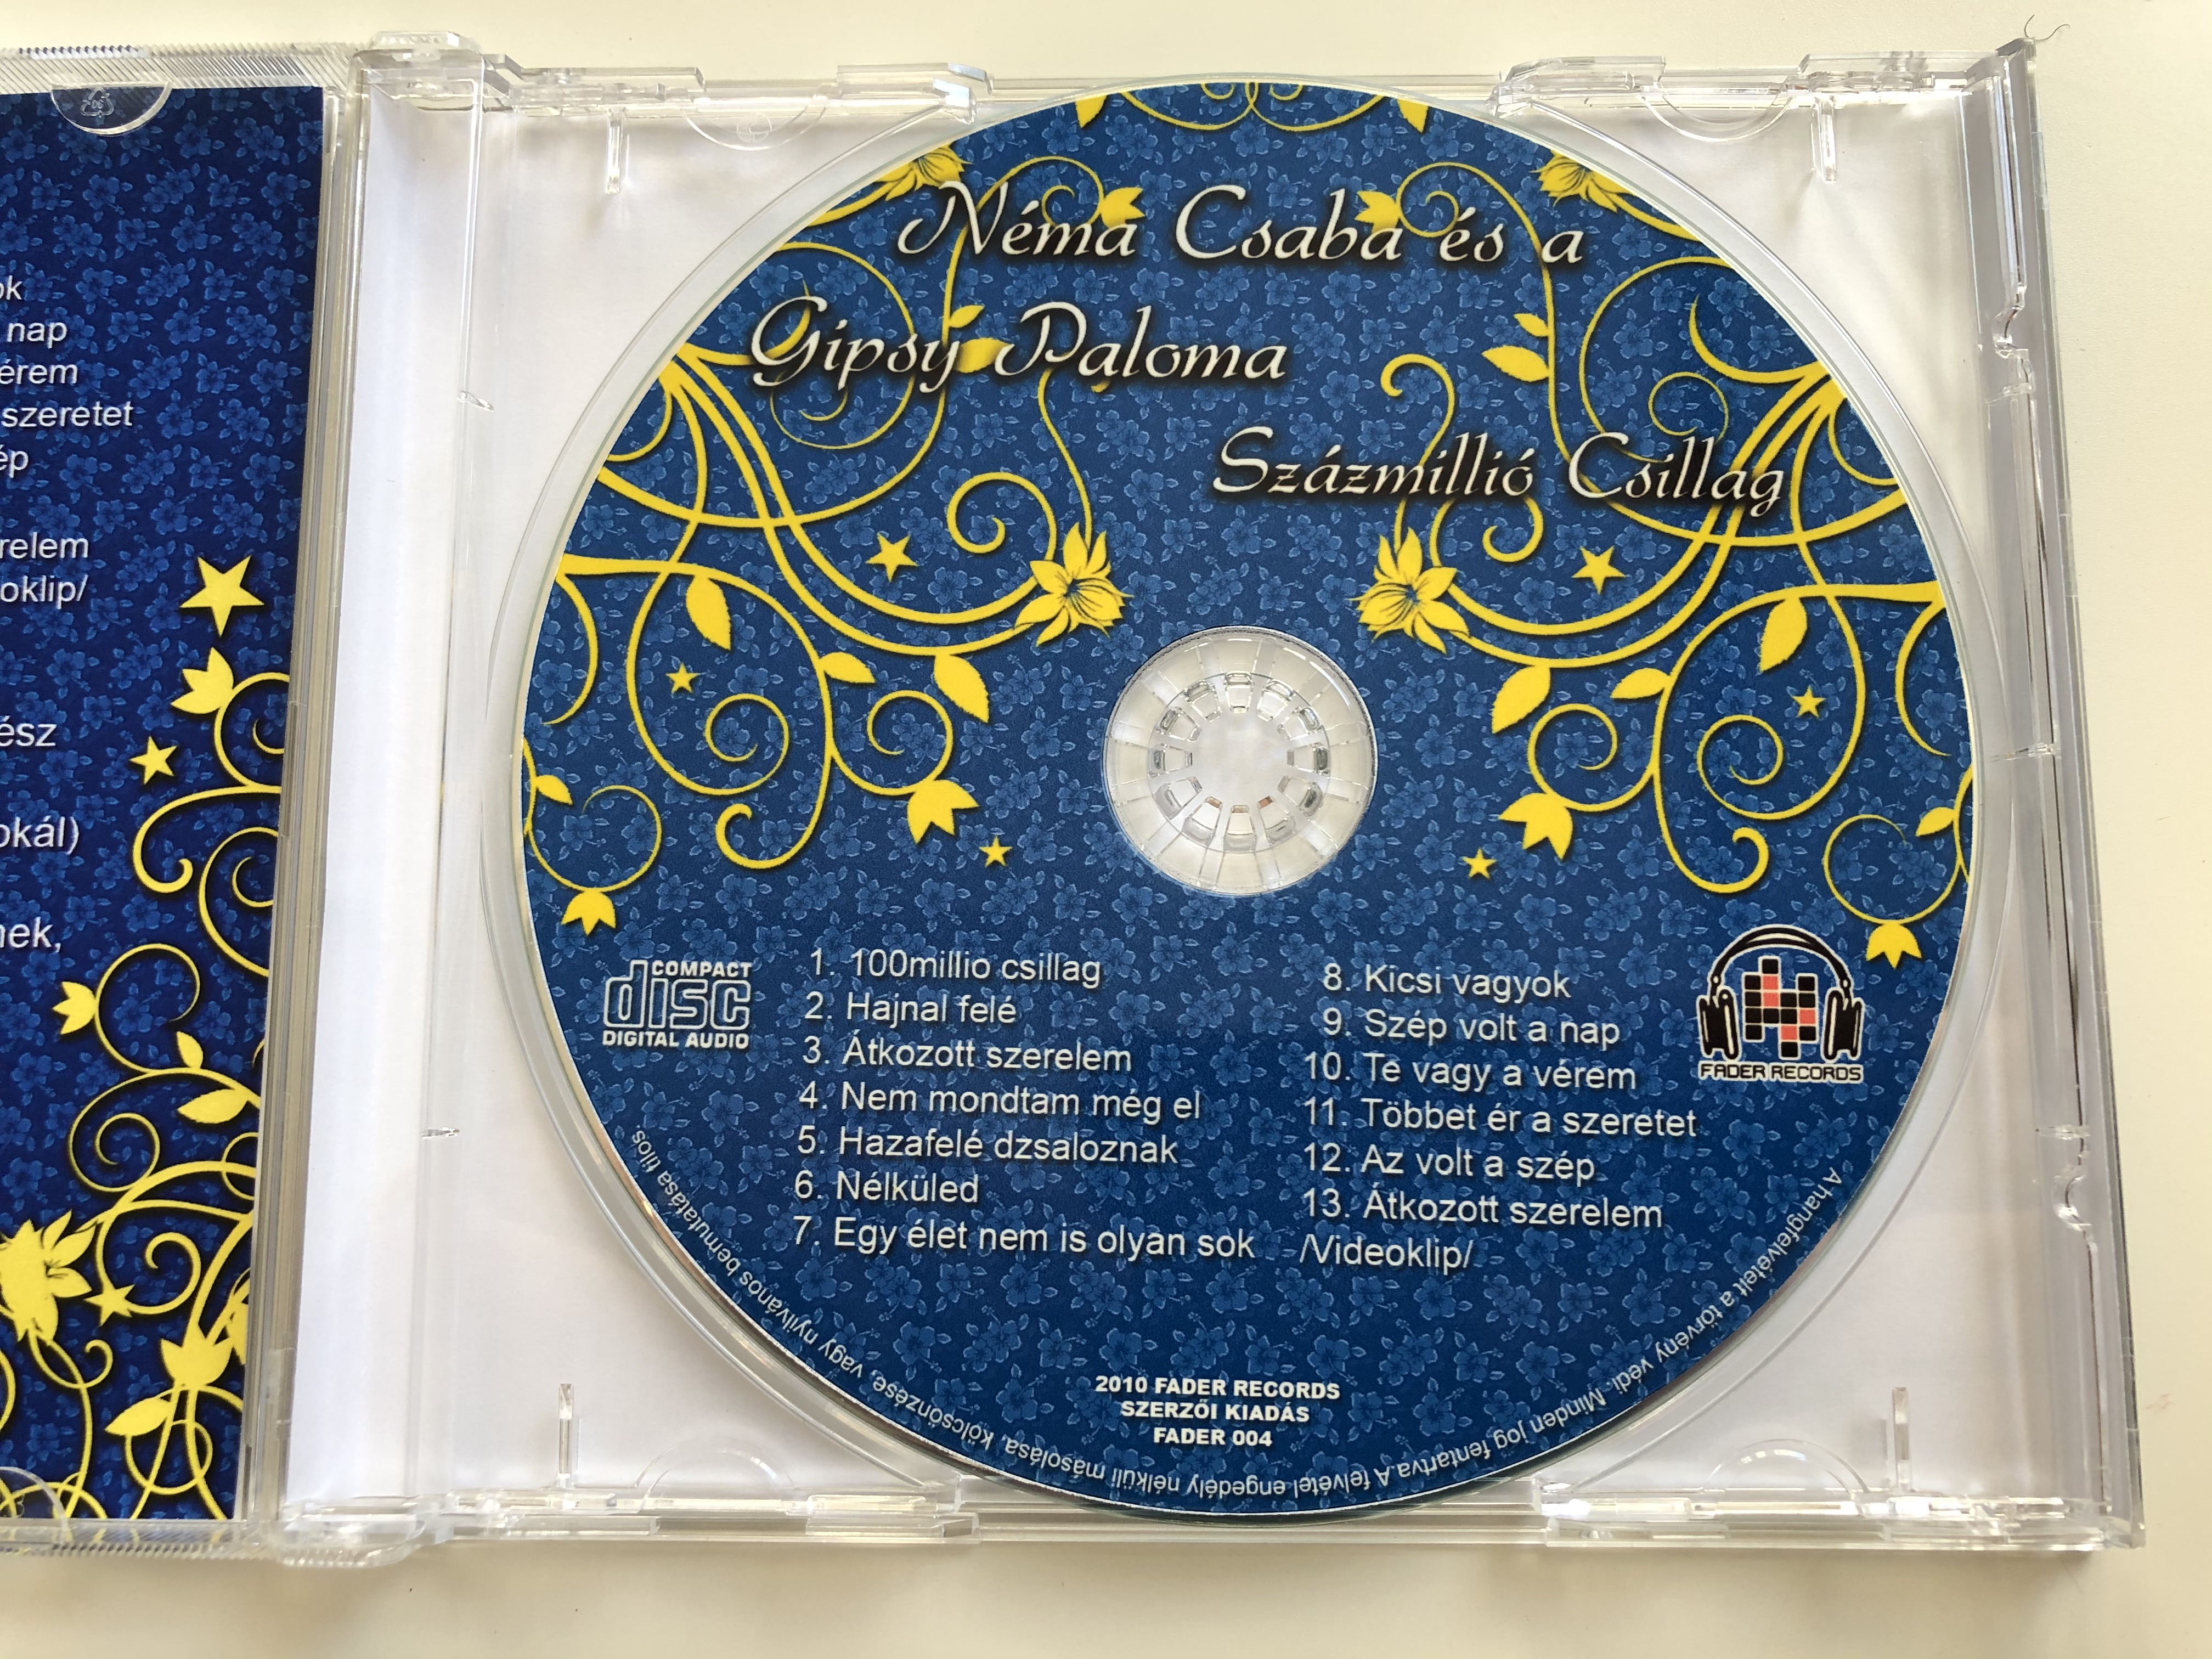 ok
nap
érem
szeretet
ép
relem
oklip/
ész
okál)
nek,
Néma Csaba és a
Gipsy Paloma
Százmillió Csillag
COMPACT
disc
DIGITAL AUDIO
1. 100millio csillag
2. Hajnal felé
3. Átkozott szerelem
4. Nem mondtam még el
5. Hazafelé dzsaloznak
6. Nélküled
7. Egy élet nem is olyan sok
8. Kicsi vagyok
9. Szép volt a nap
10. Te vagy a vérem
11. Többet ér a szeretet
12. Az volt a szép
13. Átkozott szerelem
/Videoklip/
FADER RECORDS
2010 FADER RECORDS
SZERZŐI KIADÁS
FADER 004
A hangfelvételt a törvény védi. Minden jog fentartva. A felvétel engedély nélküli másolása, kölcsönzése, vagy nyilvános bemutatása tilos.